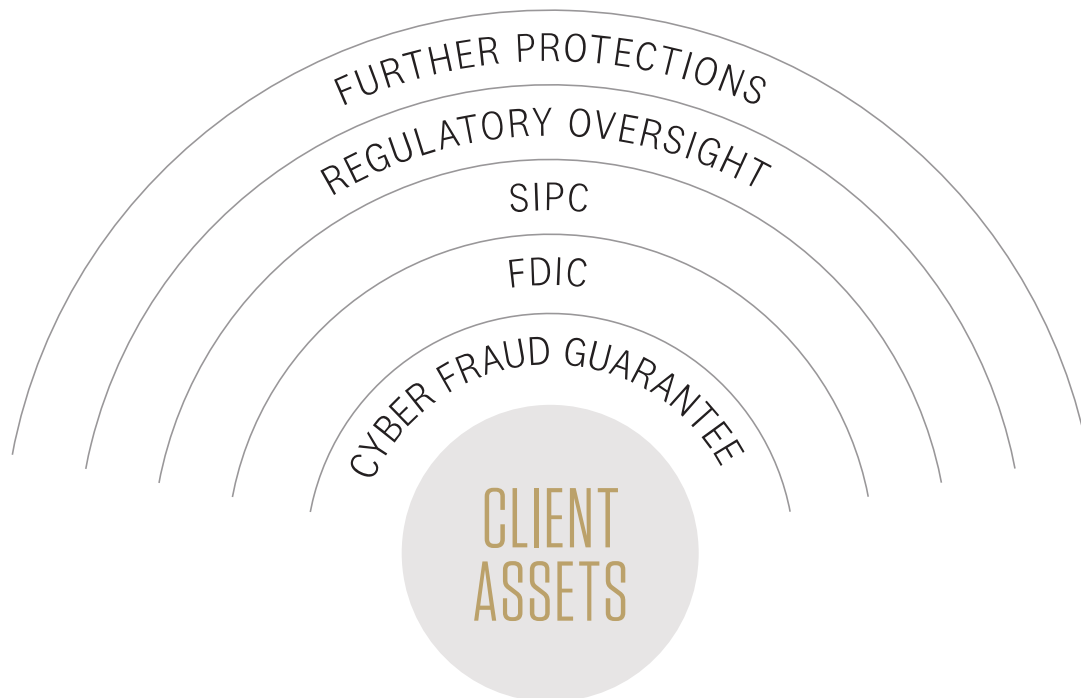 FURTHER PROTECTIONS
REGULATORY OVERSIGHT
SIPC
FDIC
CYBER FRAUD GUARANTEE
CLIENT
ASSETS